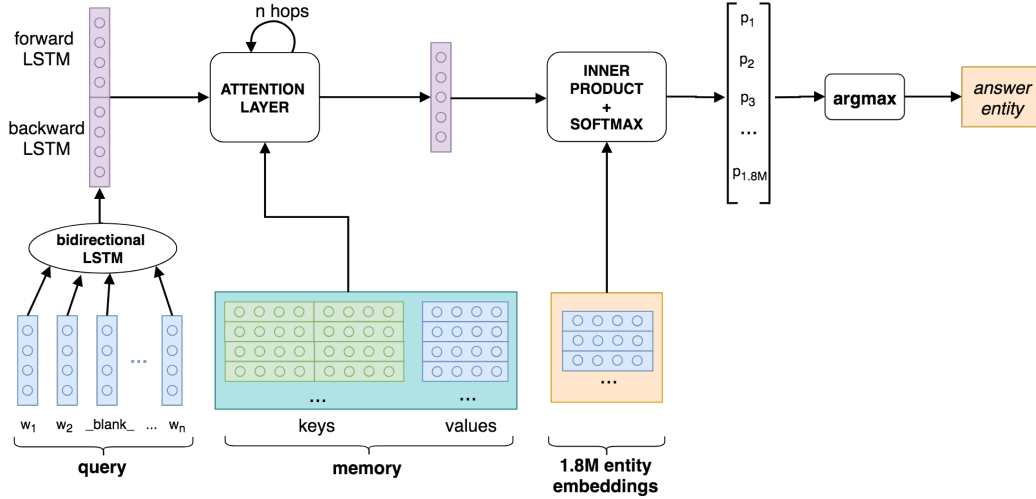 n hops
forward
LSTM
backward
LSTM
ATTENTION
LAYER
INNER
PRODUCT
+
SOFTMAX
p1
p2
p3
...
p1.8M
argmax
answer
entity
bidirectional
LSTM
...
w1 w2 _blank_ ... wn
query
... ...
keys values
memory
...
1.8M entity
embeddings